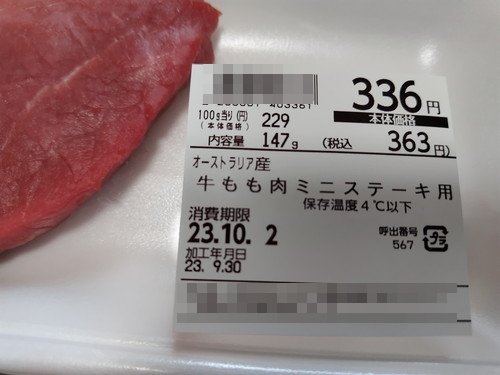 336円
本体価格
100g当り(円) 229
(本体価格)
内容量 147g (税込 363円)
オーストラリア産
牛もも肉ミニステーキ用
保存温度4℃以下
消費期限
23.10. 2
加工年月日
23. 9.30
呼出番号
567
プラ